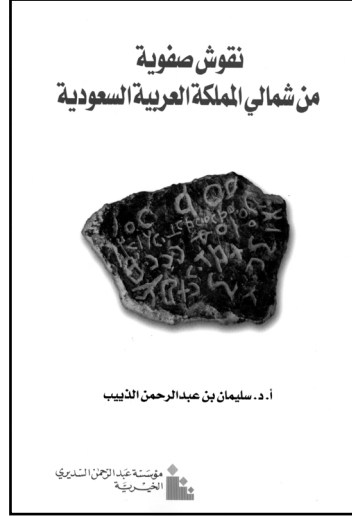 نقوش صفوية
من شمالي المملكة العربية السعودية
أ. د. سليمان بن عبدالرحمن الذييب
مؤسسة عبدالرحمن السديري
الخيرية